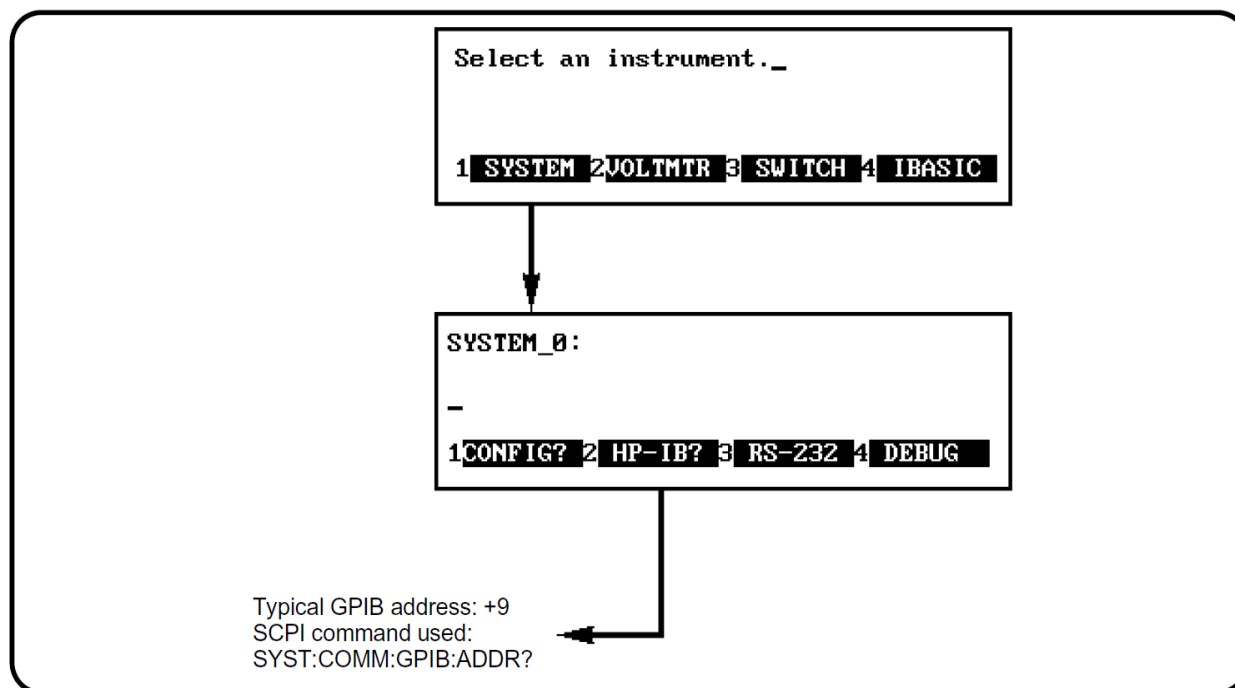 Select an instrument._
1 SYSTEM 2VOLTMTR 3 SWITCH 4 IBASIC
SYSTEM_0:
_
1CONFIG? 2 HP-IB? 3 RS-232 4 DEBUG
Typical GPIB address: +9
SCPI command used:
SYST:COMM:GPIB:ADDR?